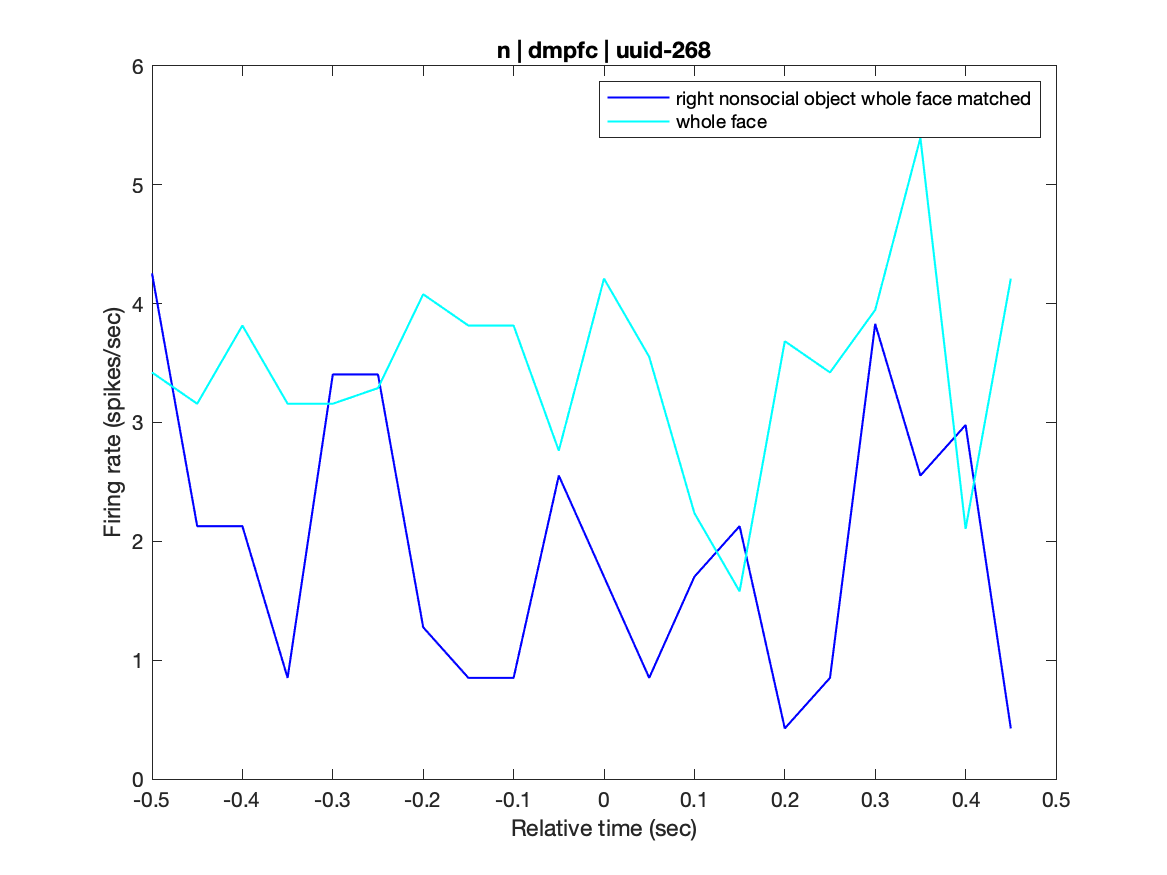 n | dmpfc | uuid-268
right nonsocial object whole face matched
whole face
6
5
4
3
2
1
0
Firing rate (spikes/sec)
-0.5 -0.4 -0.3 -0.2 -0.1 0 0.1 0.2 0.3 0.4 0.5
Relative time (sec)